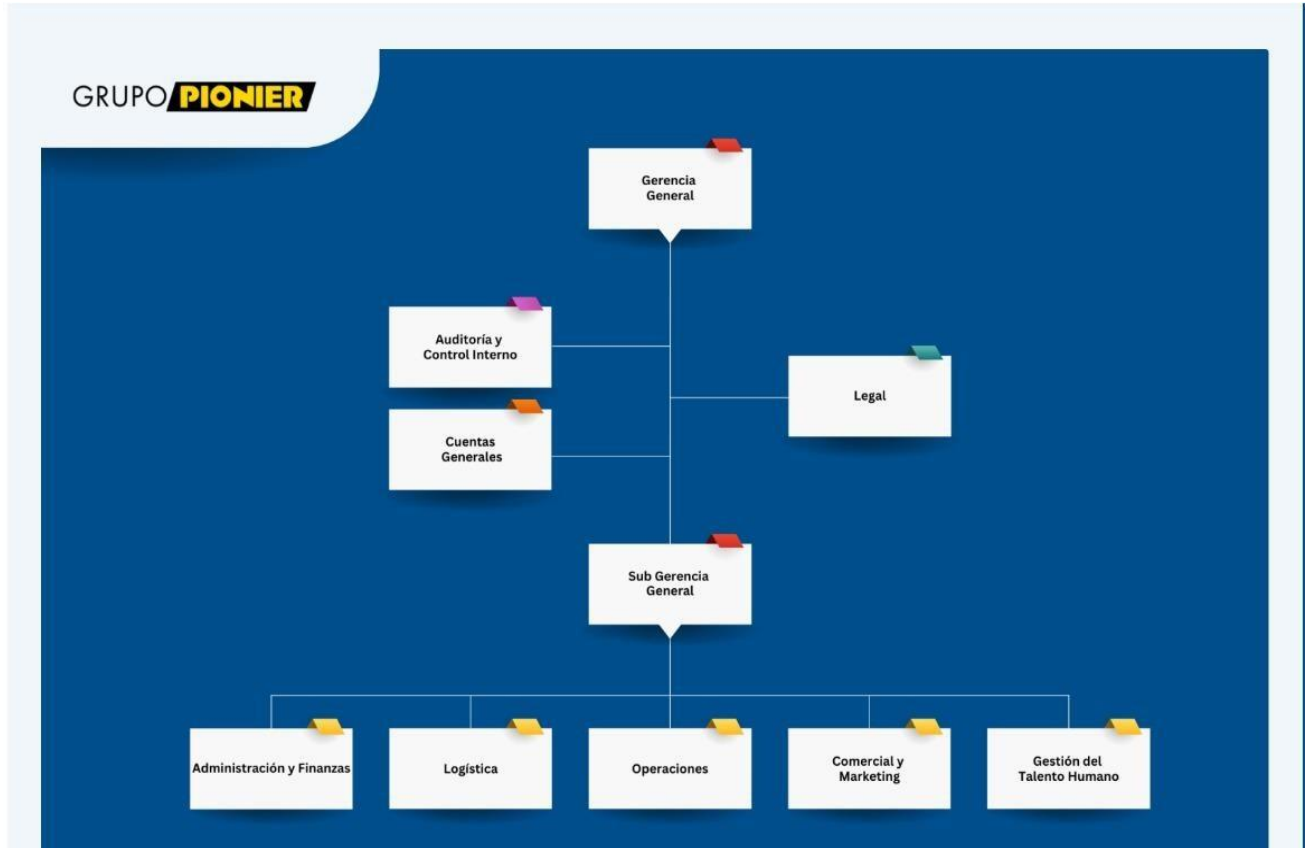 GRUPO PIONIER
Gerencia
General
Auditoría y
Control Interno
Legal
Cuentas
Generales
Sub Gerencia
General
Administración y Finanzas
Logística
Operaciones
Comercial y
Marketing
Gestión del
Talento Humano